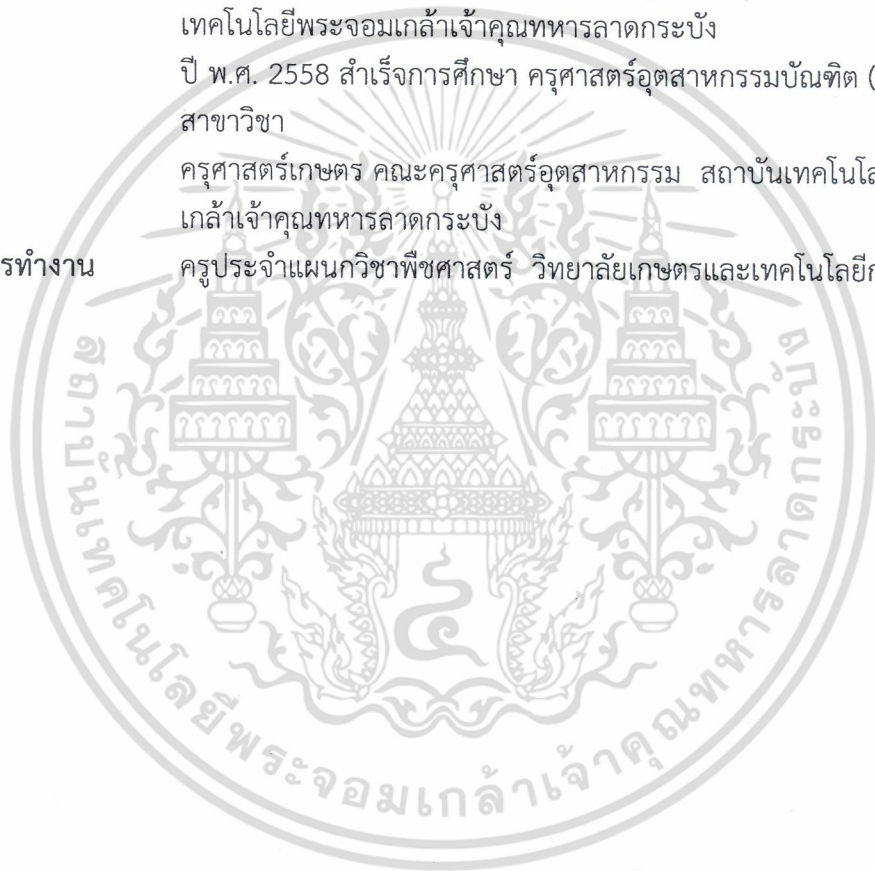 เทคโนโลยีพระจอมเกล้าเจ้าคุณทหารลาดกระบัง
ปี พ.ศ. 2558 สำเร็จการศึกษา ครุศาสตร์อุตสาหกรรมบัณฑิต (
สาขาวิชา
ครุศาสตร์เกษตร คณะครุศาสตร์อุตสาหกรรม สถาบันเทคโนโล
เกล้าเจ้าคุณทหารลาดกระบัง
รทำงาน ครูประจำแผนกวิชาพืชศาสตร์ วิทยาลัยเกษตรและเทคโนโลยี
สถาบันเทคโนโลยีพระจอมเกล้าเจ้าคุณทหารลาดกระบัง
๔